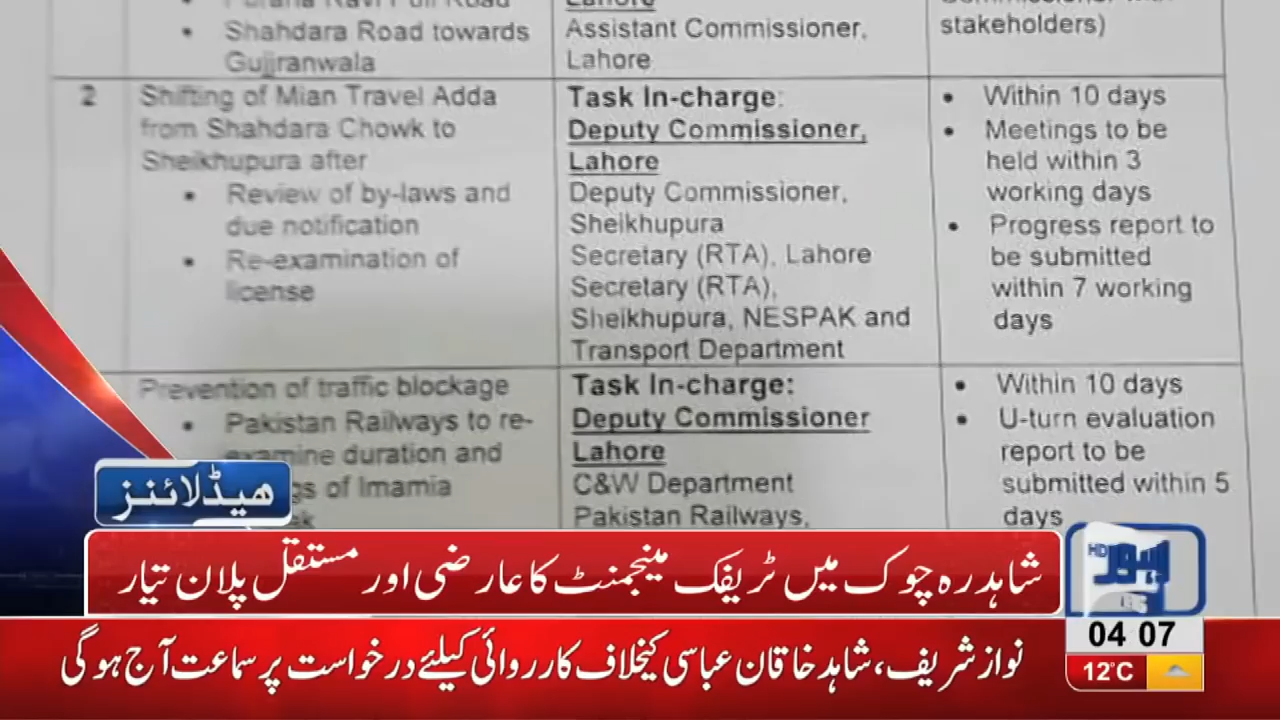 Shahdara Road towards
Gujjranwala
Lahore
Assistant Commissioner,
Lahore
stakeholders)
2
Shifting of Mian Travel Adda
from Shahdara Chowk to
Sheikhupura after
Review of by-laws and
due notification
Re-examination of
license
Task In-charge:
Deputy Commissioner,
Lahore
Deputy Commissioner,
Sheikhupura
Secretary (RTA), Lahore
Secretary (RTA),
Sheikhupura, NESPAK and
Transport Department
Within 10 days
Meetings to be
held within 3
working days
Progress report to
be submitted
within 7 working
days
Prevention of traffic blockage
Pakistan Railways to re-
examine duration and
of Imamia
Task In-charge:
Deputy Commissioner
Lahore
C&W Department
Pakistan Railways,
Within 10 days
U-turn evaluation
report to be
submitted within 5
days
ہیڈلائنز
شاہدرہ چوک میں ٹریفک مینجمنٹ کا عارضی اور مستقل پلان تیار
HD
لاہور
04 07
12°C
نواز شریف، شاہد خاقان عباسی کیخلاف کارروائی کیلئے درخواست پر سماعت آج ہوگی